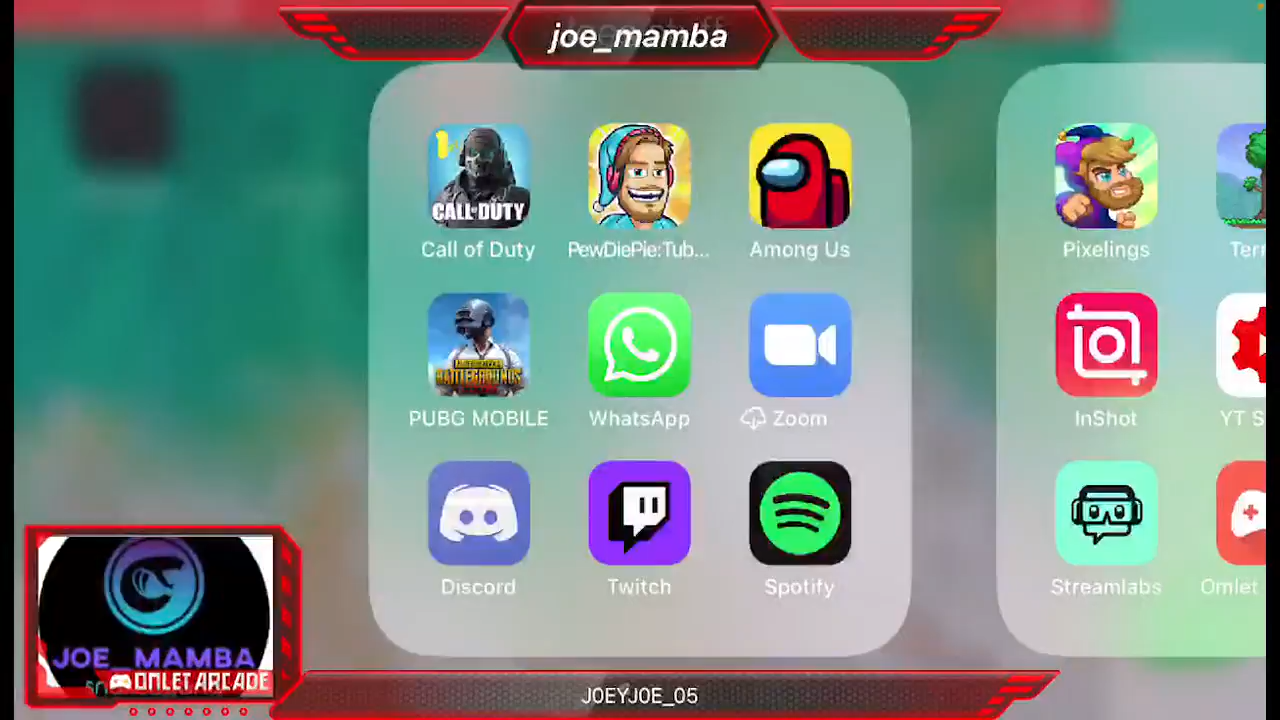 joe_mamba
CALL OF DUTY
Call of Duty
PewDiePie:Tub...
Among Us
Pixelings
Terr
BATTLEGROUNDS
PUBG MOBILE
WhatsApp
Zoom
InShot
YT S
Discord
Twitch
Spotify
Streamlabs
Omlet
JOE_MAMBA
OMLET ARCADE
JOEYJOE_05